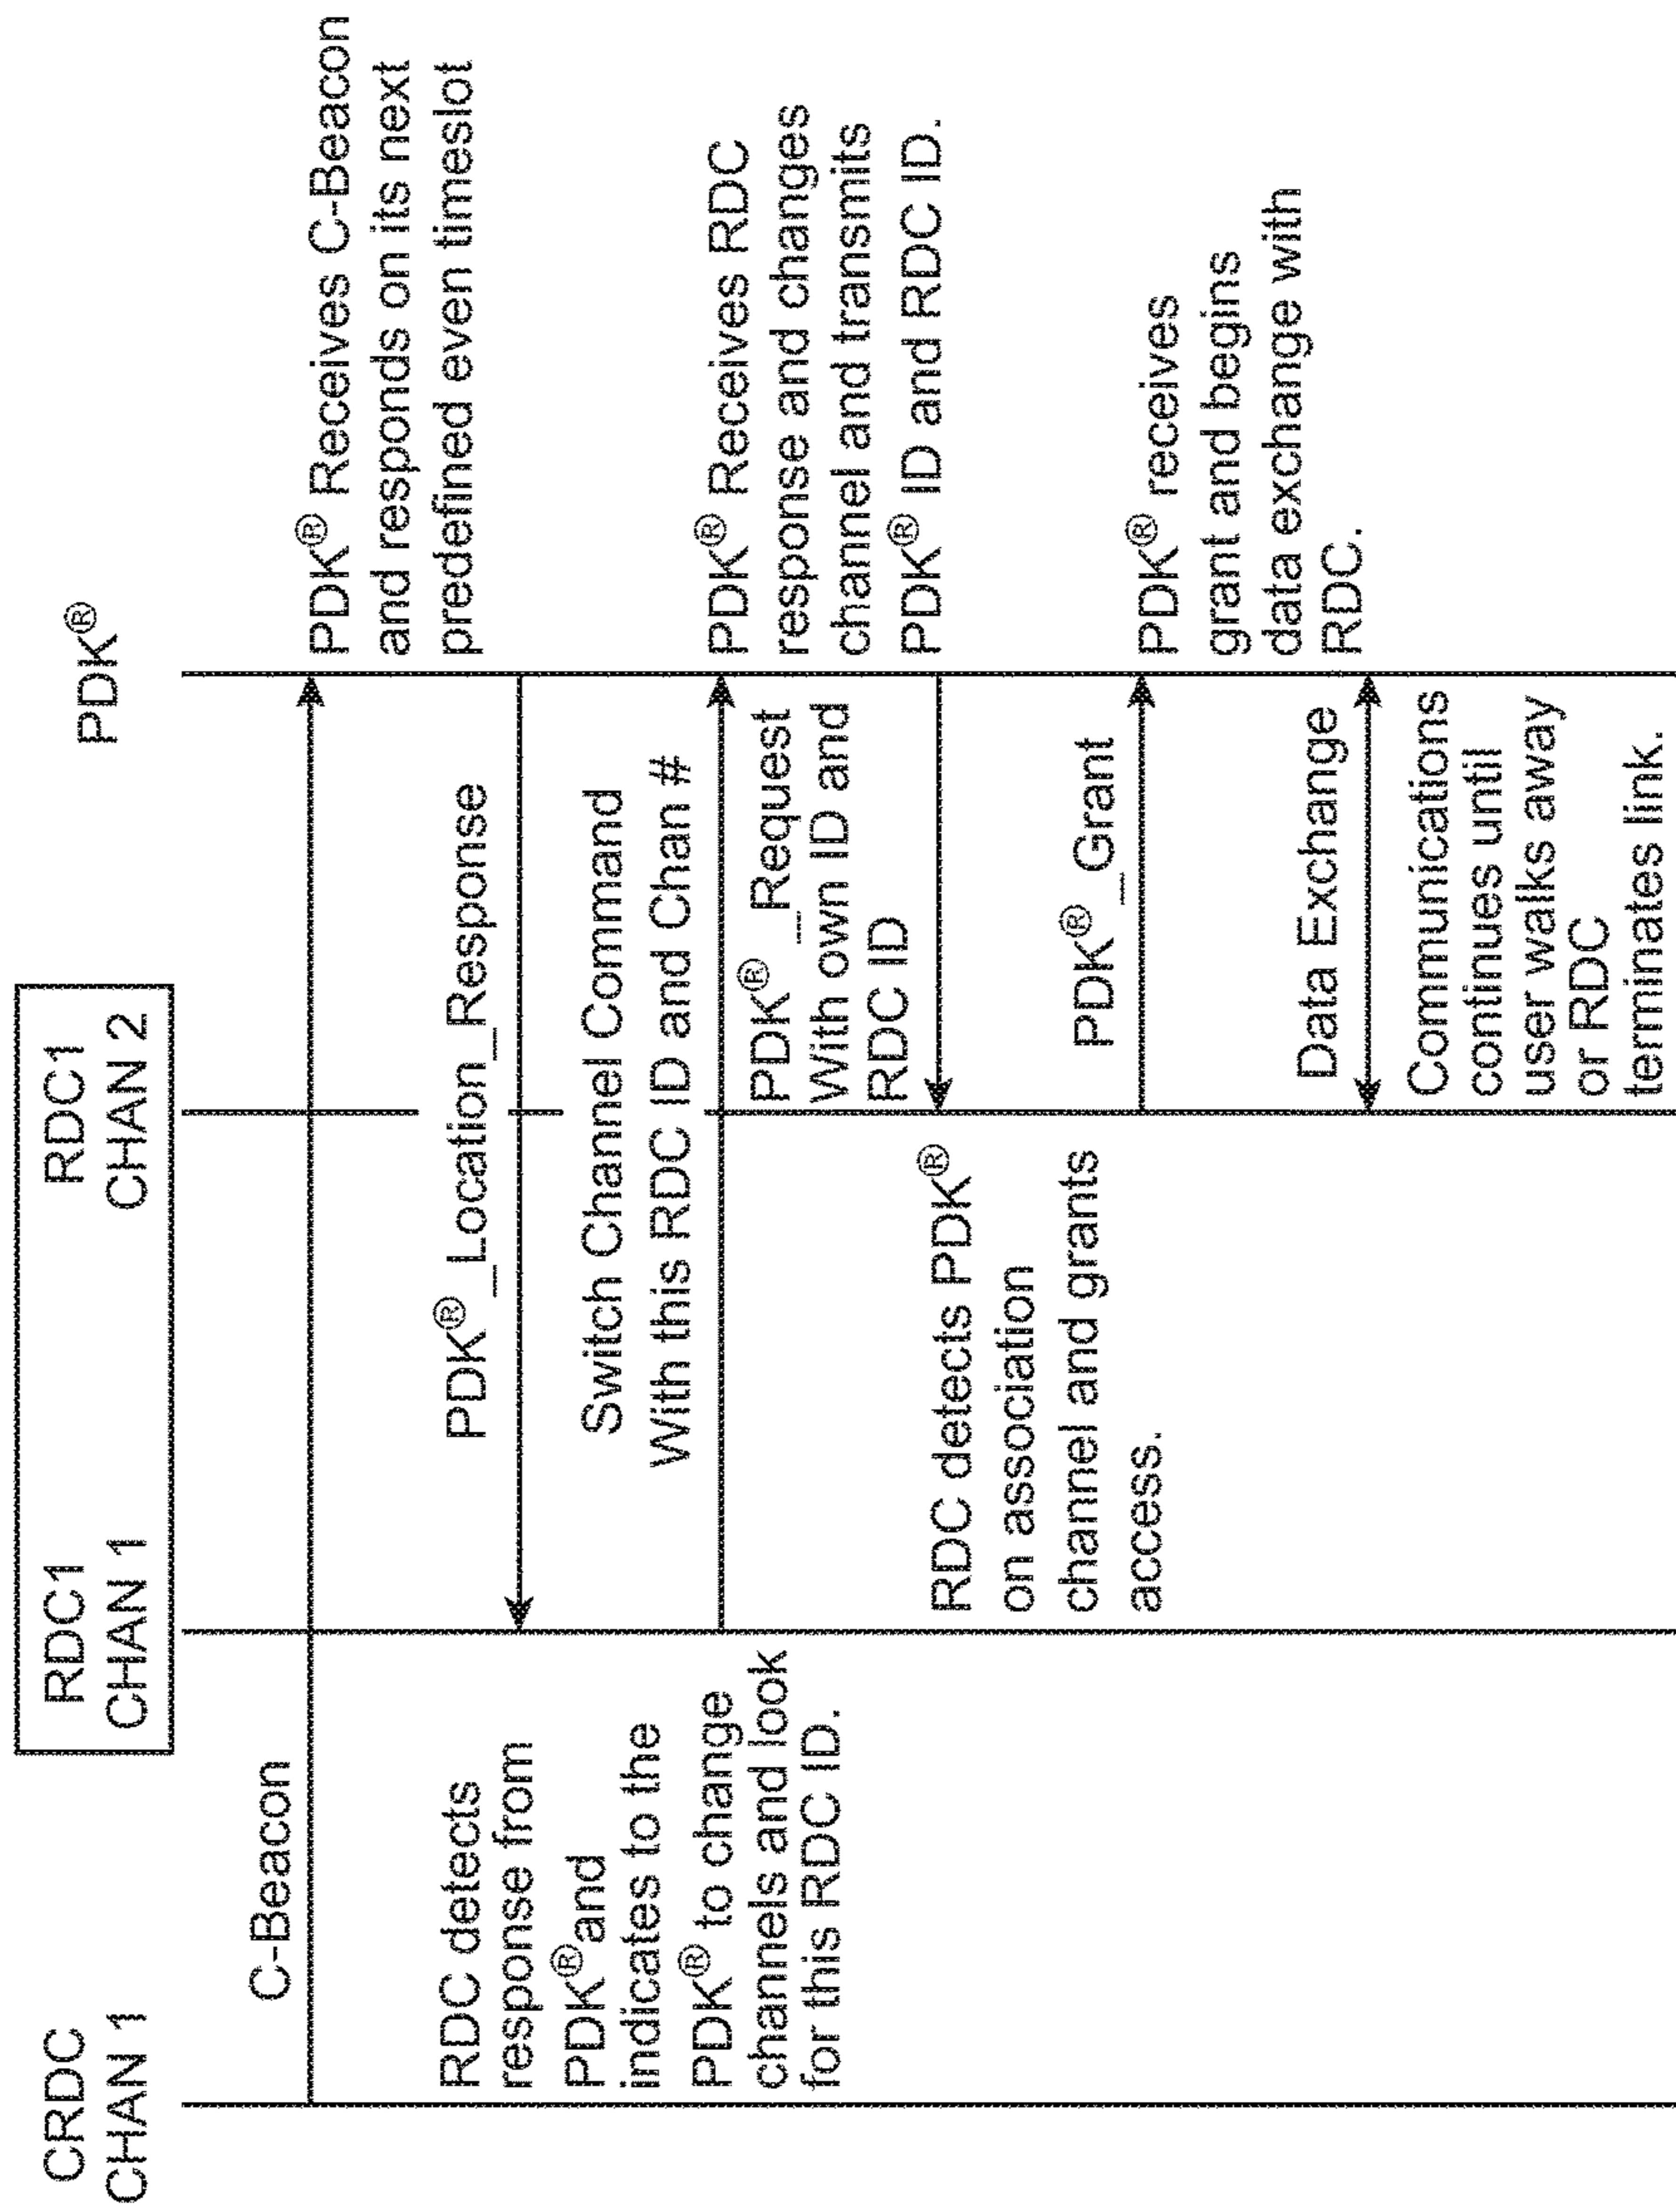 CRDC
CHAN 1
RDC1
CHAN 1
RDC1
CHAN 2
PDK®
C-Beacon
PDK® Receives C-Beacon
and responds on its next
predefined even timeslot
PDK®_Location_Response
RDC detects
response from
PDK® and
indicates to the
PDK® to change
channels and look
for this RDC ID.
Switch Channel Command
With this RDC ID and Chan #
PDK® Receives RDC
response and changes
channel and transmits
PDK® ID and RDC ID.
PDK®_Request
With own ID and
RDC ID
RDC detects PDK®
on association
channel and grants
access.
PDK®_Grant
PDK® receives
grant and begins
data exchange with
RDC.
Data Exchange
Communications
continues until
user walks away
or RDC
terminates link.